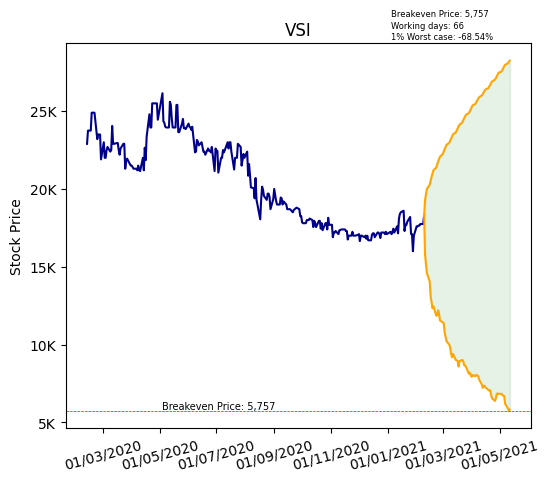 Breakeven Price: 5,757
Working days: 66
1% Worst case: -68.54%
VSI
Stock Price
25K
20K
15K
10K
5K
Breakeven Price: 5,757
01/03/2020
01/05/2020
01/07/2020
01/09/2020
01/11/2020
01/01/2021
01/03/2021
01/05/2021